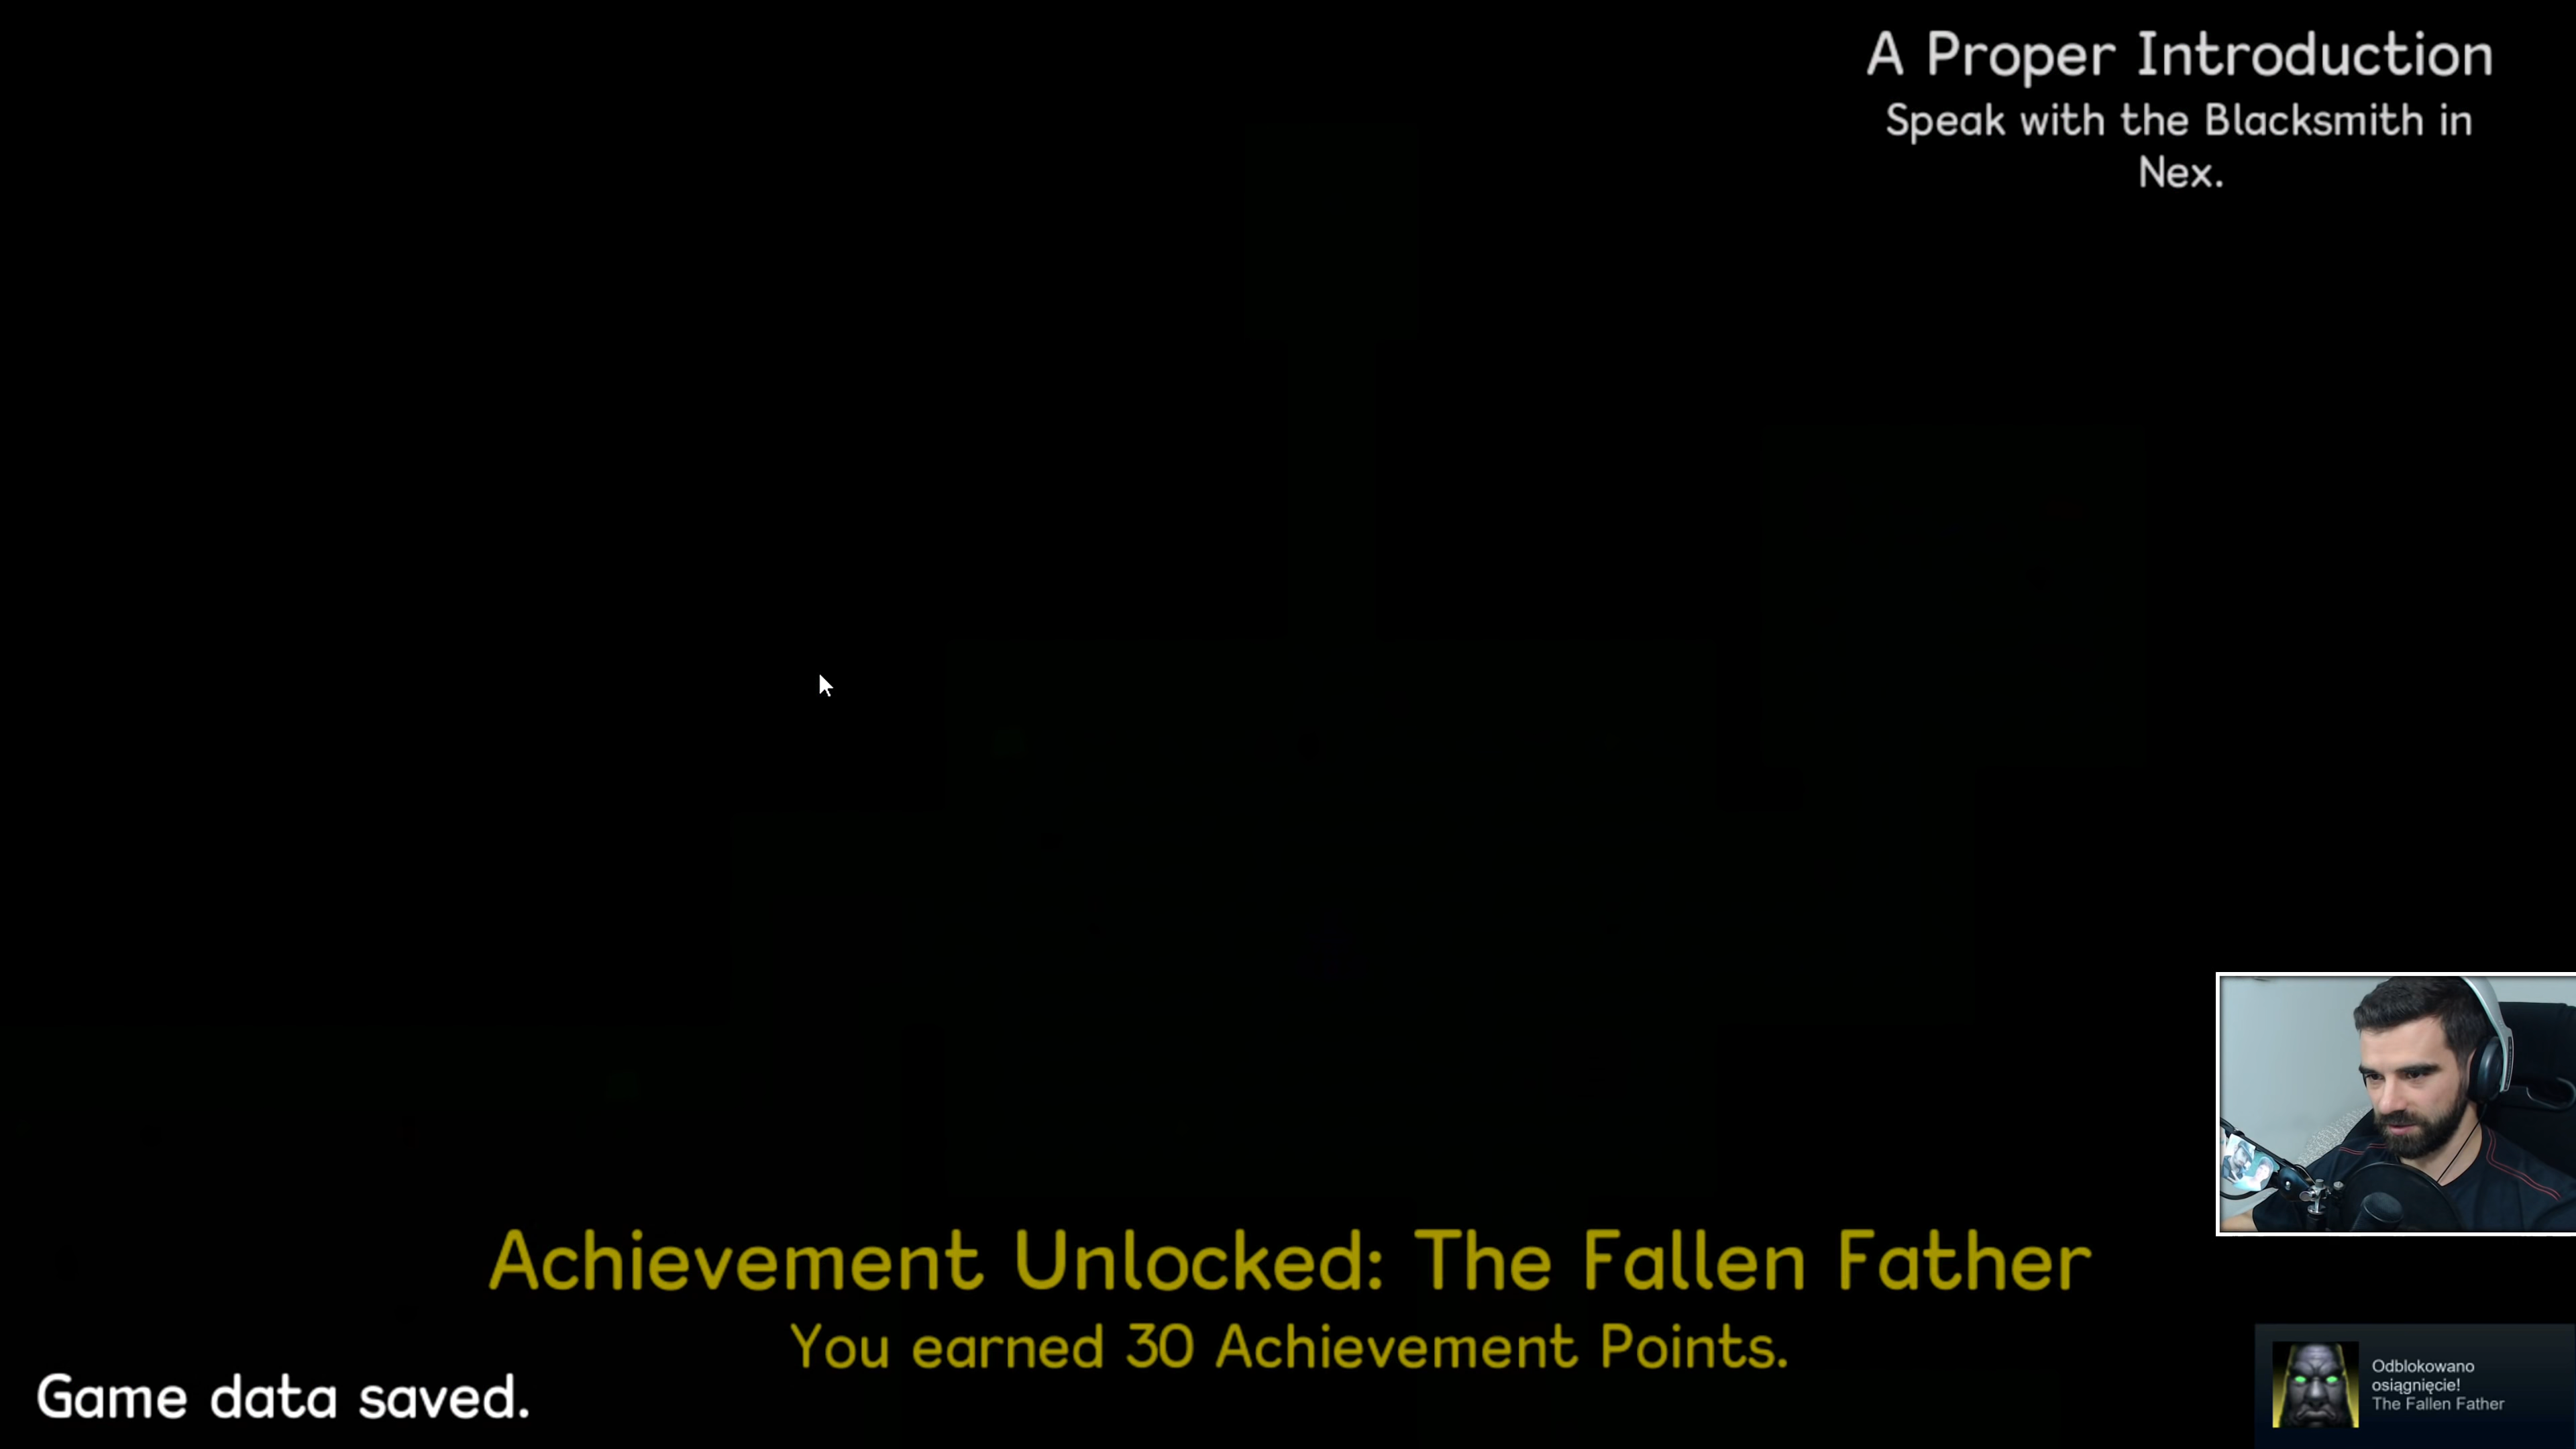 A Proper Introduction
Speak with the Blacksmith in
Nex.
Achievement Unlocked: The Fallen Father
You earned 30 Achievement Points.
Game data saved.
Odblokowano
osiągnięcie!
The Fallen Father